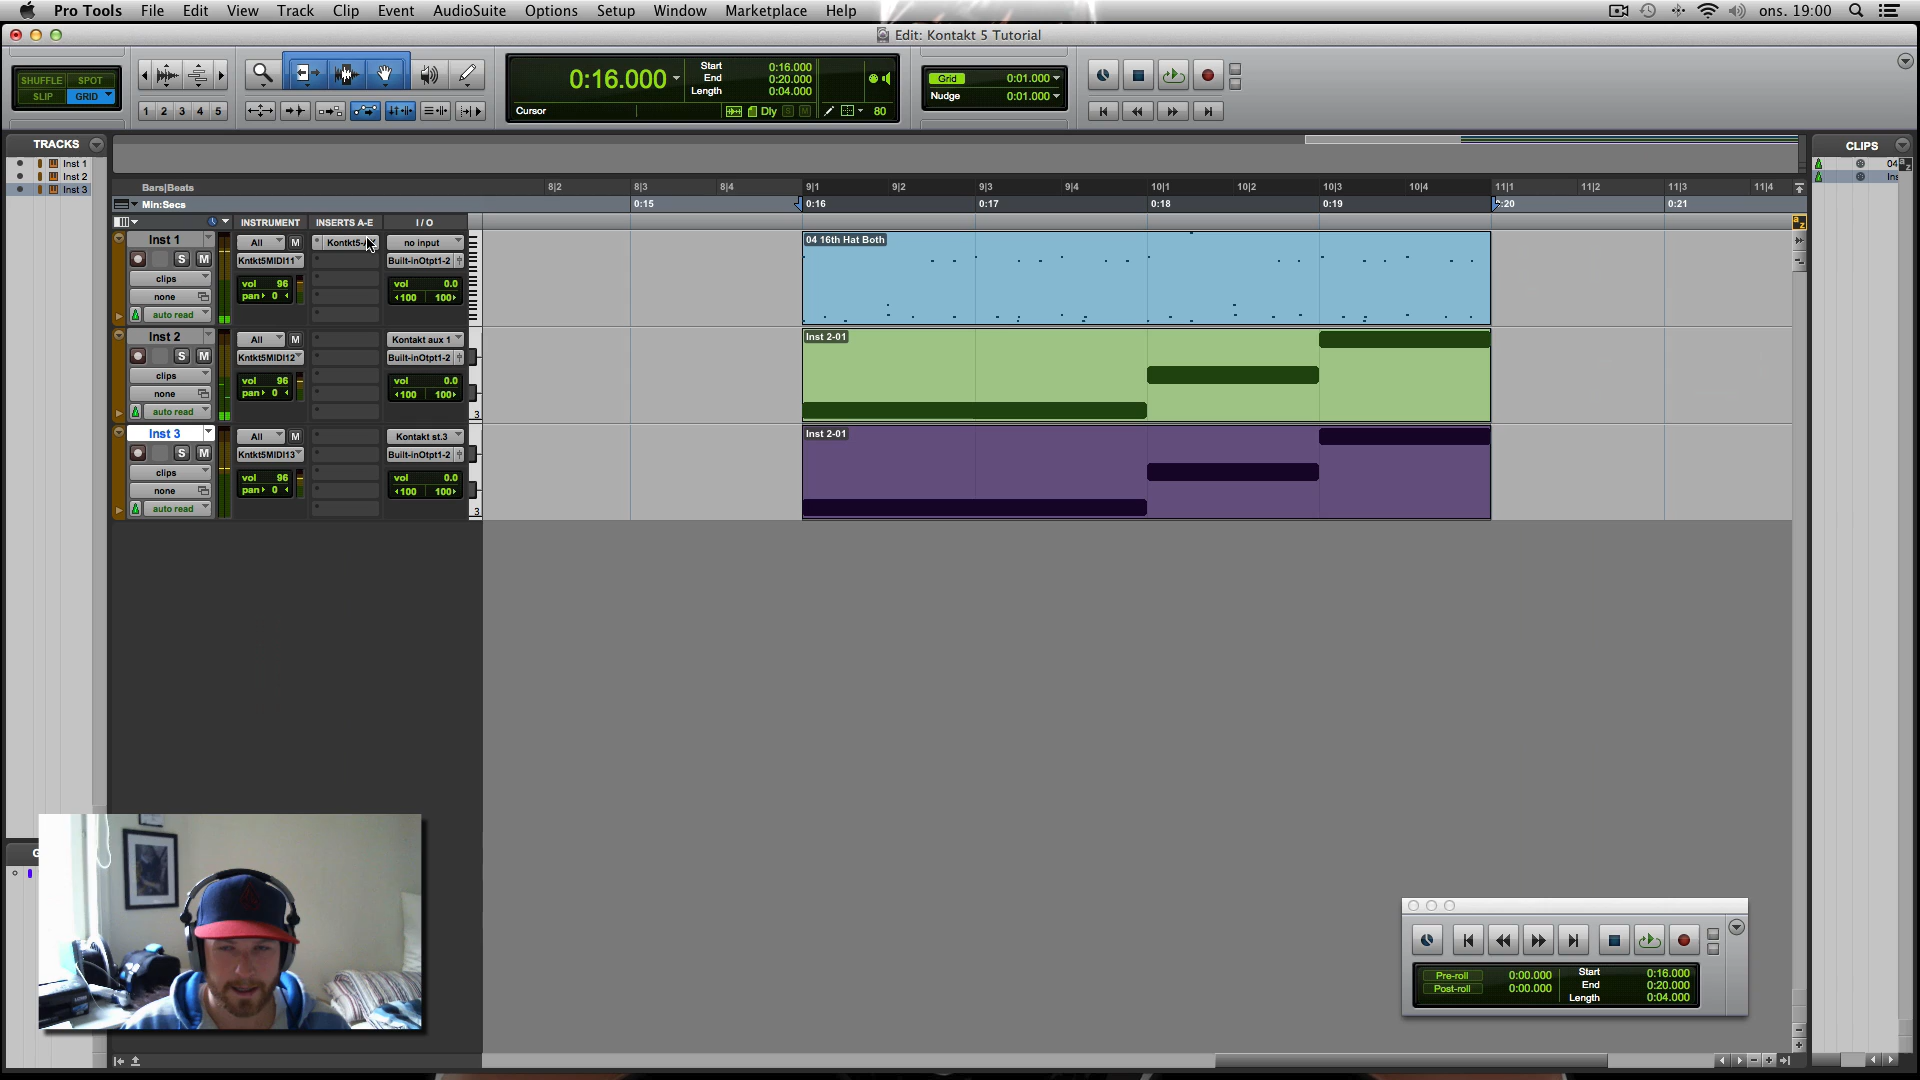 Pro Tools File Edit View Track Clip Event AudioSuite Options Setup Window Marketplace Help ons. 19:00
Edit: Kontakt 5 Tutorial
SHUFFLE SPOT
SLIP GRID
1 2 3 4 5
0:16.000
Start 0:16.000
End 0:20.000
Length 0:04.000
Cursor
Dly S M 80
Grid 0:01.000
Nudge 0:01.000
TRACKS
Inst 1
Inst 2
Inst 3
CLIPS
04
Ins
Bars|Beats 8|2 8|3 8|4 9|1 9|2 9|3 9|4 10|1 10|2 10|3 10|4 11|1 11|2 11|3 11|4
Min:Secs 0:15 0:16 0:17 0:18 0:19 :20 0:21
INSTRUMENT INSERTS A-E I / O
a z
Inst 1 All M Kontkt5- no input
S M Kntkt5MIDI11 Built-inOtpt1-2
clips vol 96 vol 0.0
none pan 0 100 100
auto read
04 16th Hat Both
Inst 2 All M Kontakt aux 1
S M Kntkt5MIDI12 Built-inOtpt1-2
clips vol 96 vol 0.0
none pan 0 100 100
auto read 3
Inst 2-01
Inst 3 All M Kontakt st.3
S M Kntkt5MIDI13 Built-inOtpt1-2
clips vol 96 vol 0.0
none pan 0 100 100
auto read 3
Inst 2-01
G
Pre-roll 0:00.000
Post-roll 0:00.000
Start 0:16.000
End 0:20.000
Length 0:04.000